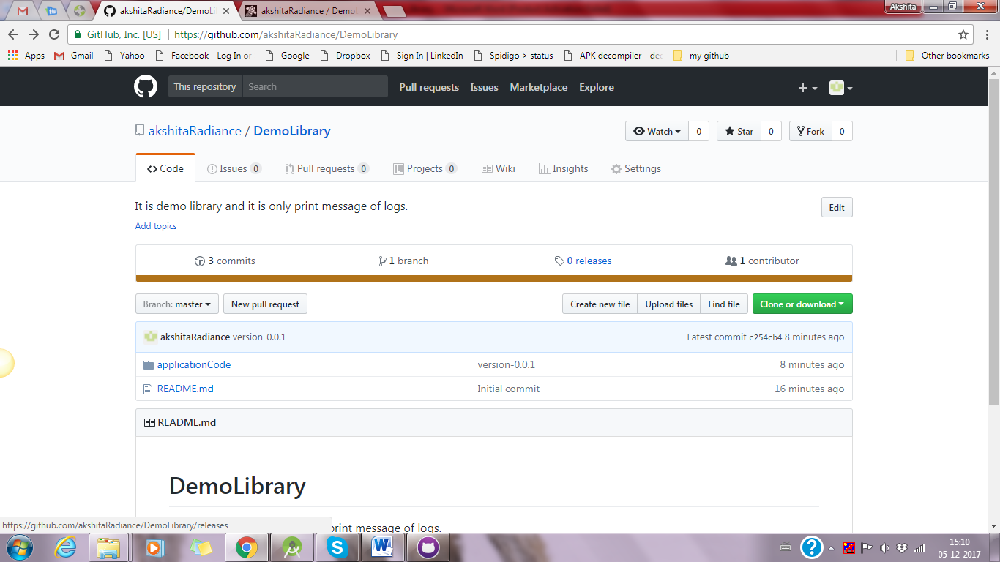 akshitaRadiance/DemoLi
akshitaRadiance / DemoL
Akshita
GitHub, Inc. [US] https://github.com/akshitaRadiance/DemoLibrary
Apps Gmail Yahoo Facebook - Log In or Google Dropbox Sign In | LinkedIn Spidigo > status APK decompiler - dec my github Other bookmarks
This repository Search Pull requests Issues Marketplace Explore
akshitaRadiance / DemoLibrary
Watch 0 Star 0 Fork 0
Code Issues 0 Pull requests 0 Projects 0 Wiki Insights Settings
It is demo library and it is only print message of logs.
Edit
Add topics
3 commits 1 branch 0 releases 1 contributor
Branch: master New pull request Create new file Upload files Find file Clone or download
akshitaRadiance version-0.0.1 Latest commit c254cb4 8 minutes ago
applicationCode version-0.0.1 8 minutes ago
README.md Initial commit 16 minutes ago
README.md
DemoLibrary
print message of logs.
https://github.com/akshitaRadiance/DemoLibrary/releases
15:10
05-12-2017